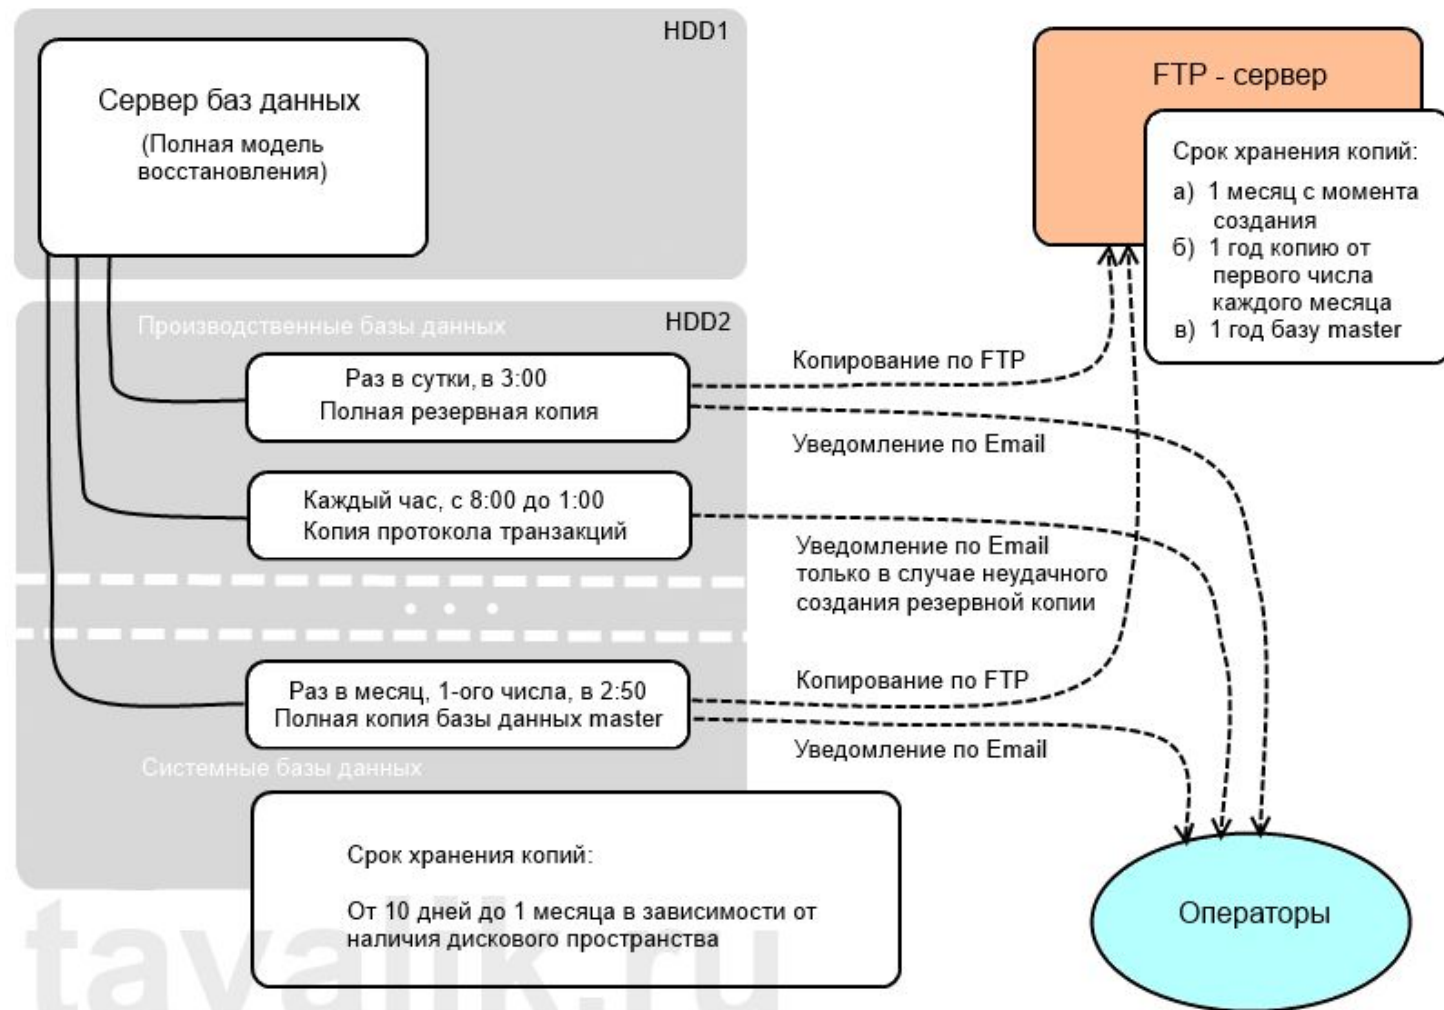 HDD1
Сервер баз данных
(Полная модель
восстановления)
FTP - сервер
Срок хранения копий:
а) 1 месяц с момента
создания
б) 1 год копию от
первого числа
каждого месяца
в) 1 год базу master
Производственные базы данных
HDD2
Раз в сутки, в 3:00
Полная резервная копия
Копирование по FTP
Уведомление по Email
Каждый час, с 8:00 до 1:00
Копия протокола транзакций
Уведомление по Email
только в случае неудачного
создания резервной копии
...
Раз в месяц, 1-ого числа, в 2:50
Полная копия базы данных master
Копирование по FTP
Уведомление по Email
Системные базы данных
Срок хранения копий:
От 10 дней до 1 месяца в зависимости от
наличия дискового пространства
Операторы
tavalik.ru